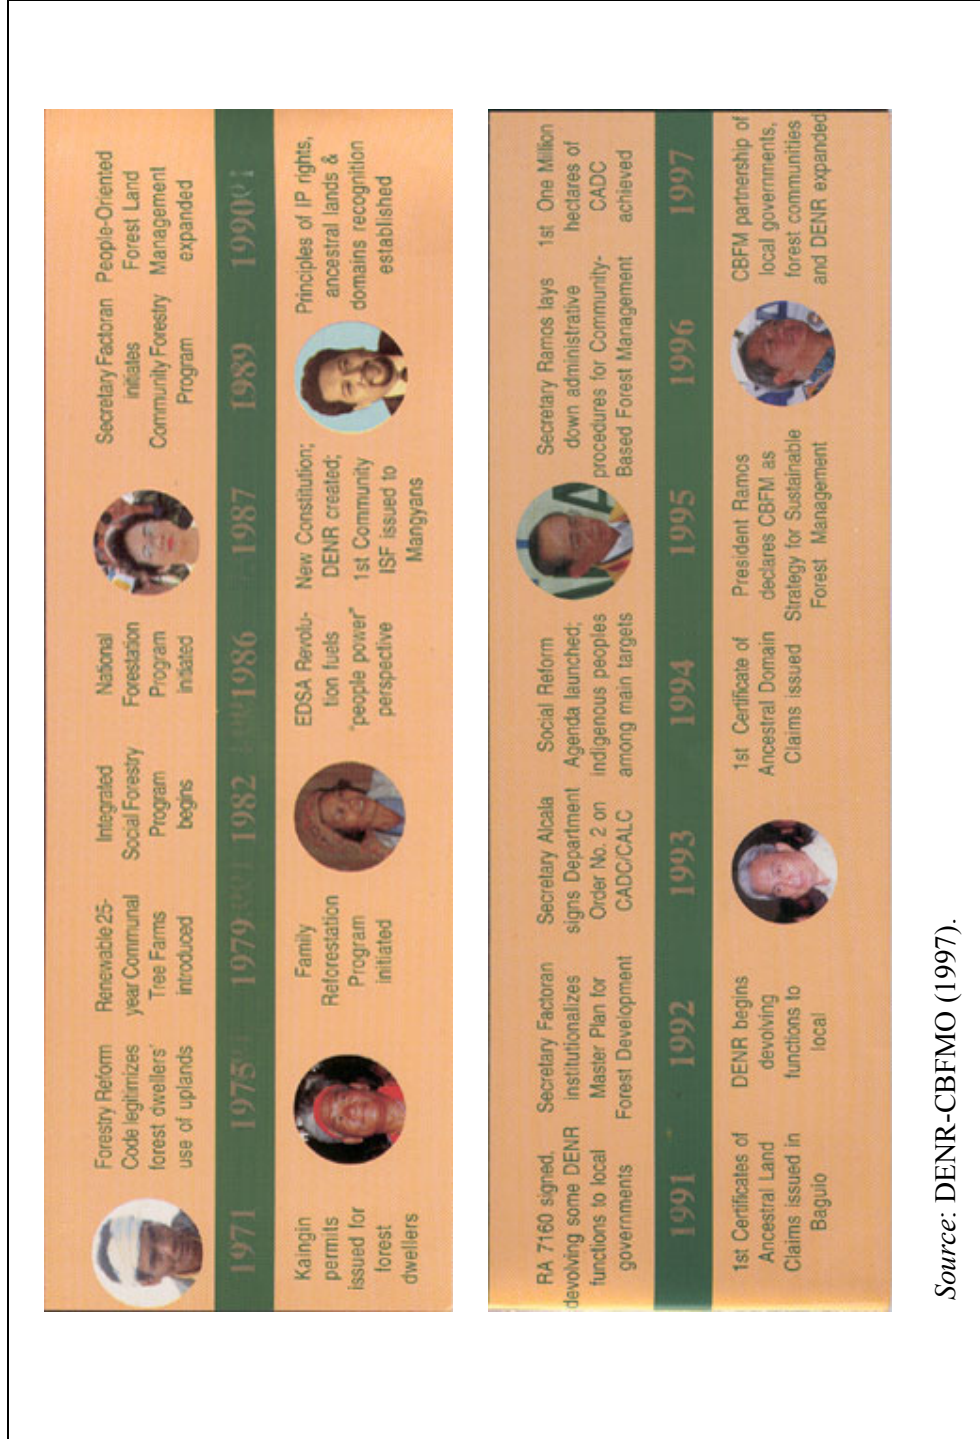 Forestry Reform
Code legitimizes
forest dwellers'
use of uplands
Renewable 25-
year Communal
Tree Farms
introduced
Integrated
Social Forestry
Program
begins
National
Forestation
Program
initiated
Secretary Factoran
initiates
Community Forestry
Program
People-Oriented
Forest Land
Management
expanded
1971
1975
1979
1982
1986
1987
1989
1990
Kaingin
permits
issued for
forest
dwellers
Family
Reforestation
Program
initiated
EDSA Revolu-
tion fuels
"people power"
perspective
New Constitution;
DENR created;
1st Community
ISF issued to
Mangyans
Principles of IP rights,
ancestral lands &
domains recognition
established
RA 7160 signed,
devolving some DENR
functions to local
governments
Secretary Factoran
institutionalizes
Master Plan for
Forest Development
Secretary Alcala
signs Department
Order No. 2 on
CADC/CALC
Social Reform
Agenda launched;
indigenous peoples
among main targets
Secretary Ramos lays
down administrative
procedures for Community-
Based Forest Management
1st One Million
hectares of
CADC
achieved
1991
1992
1993
1994
1995
1996
1997
1st Certificates of
Ancestral Land
Claims issued in
Baguio
DENR begins
devolving
functions to
local
1st Certificate of
Ancestral Domain
Claims issued
President Ramos
declares CBFM as
Strategy for Sustainable
Forest Management
CBFM partnership of
local governments,
forest communities
and DENR expanded
Source: DENR-CBFMO (1997).